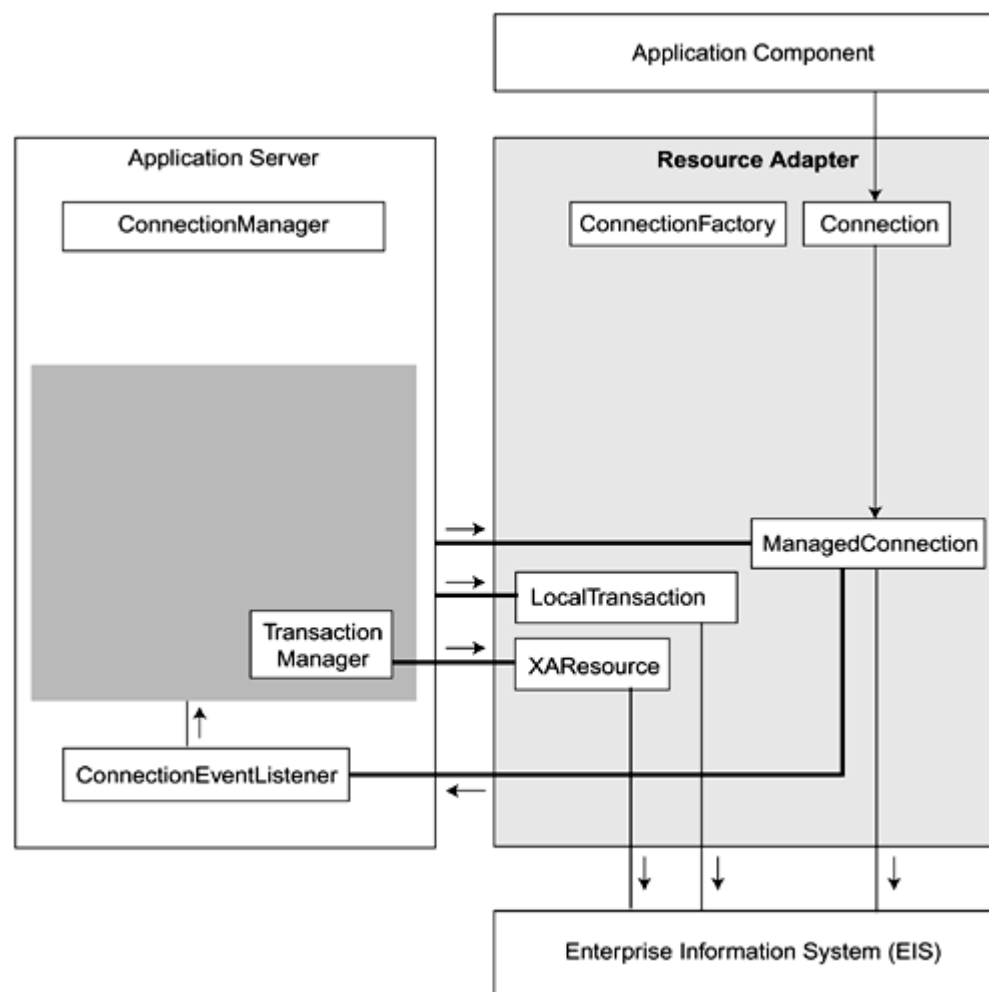 Application Component
Application Server
Resource Adapter
ConnectionManager
ConnectionFactory
Connection
ManagedConnection
LocalTransaction
Transaction
Manager
XAResource
ConnectionEventListener
Enterprise Information System (EIS)